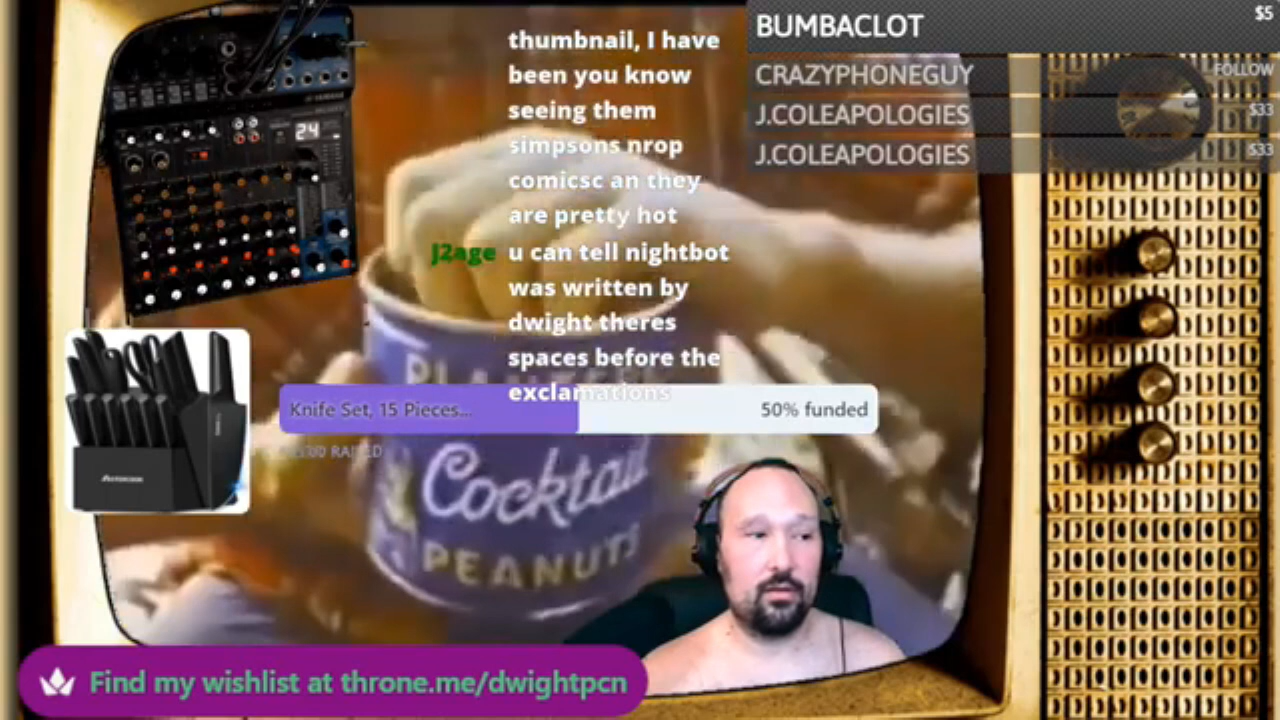 BUMBACLOT
$5
CRAZYPHONEGUY
FOLLOW
J.COLEAPOLOGIES
$33
J.COLEAPOLOGIES
$33
24
thumbnail, I have
been you know
seeing them
simpsons nrop
comicsc an they
are pretty hot
J2age u can tell nightbot
was written by
dwight theres
spaces before the
exclamations
Knife Set, 15 Pieces...
50% funded
Cocktail
PEANUTS
Find my wishlist at throne.me/dwightpcn